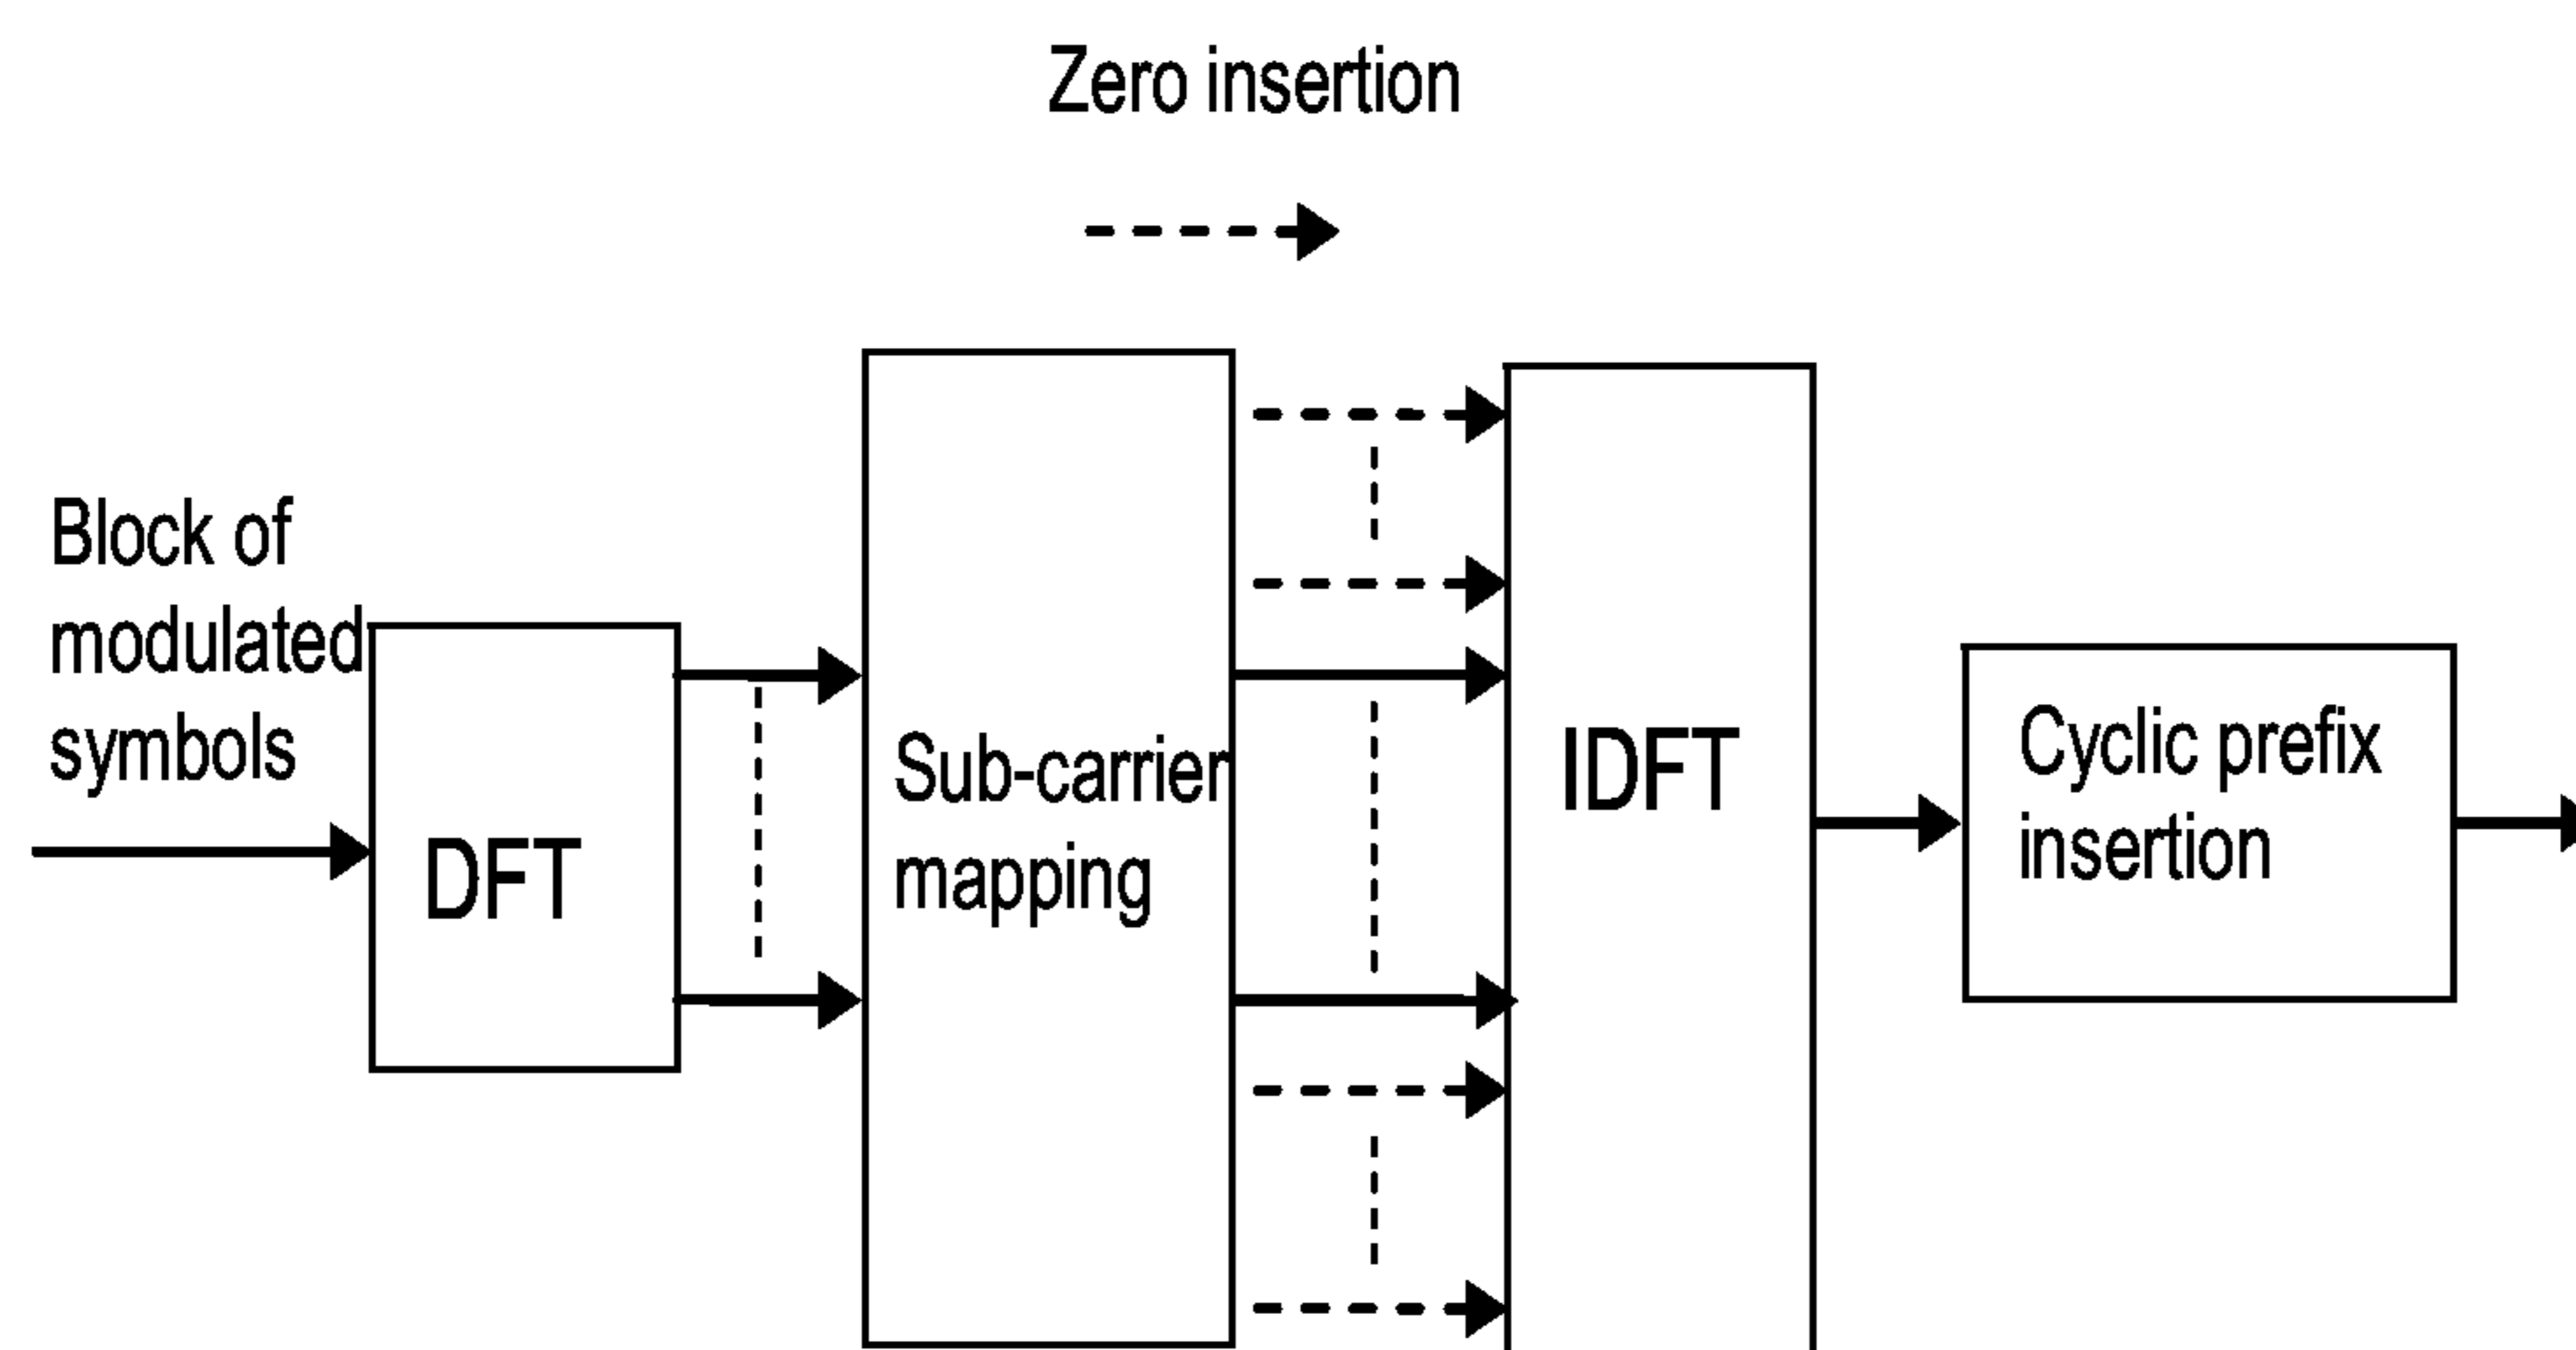 Zero insertion
Block of
modulated
symbols
DFT
Sub-carrier
mapping
IDFT
Cyclic prefix
insertion